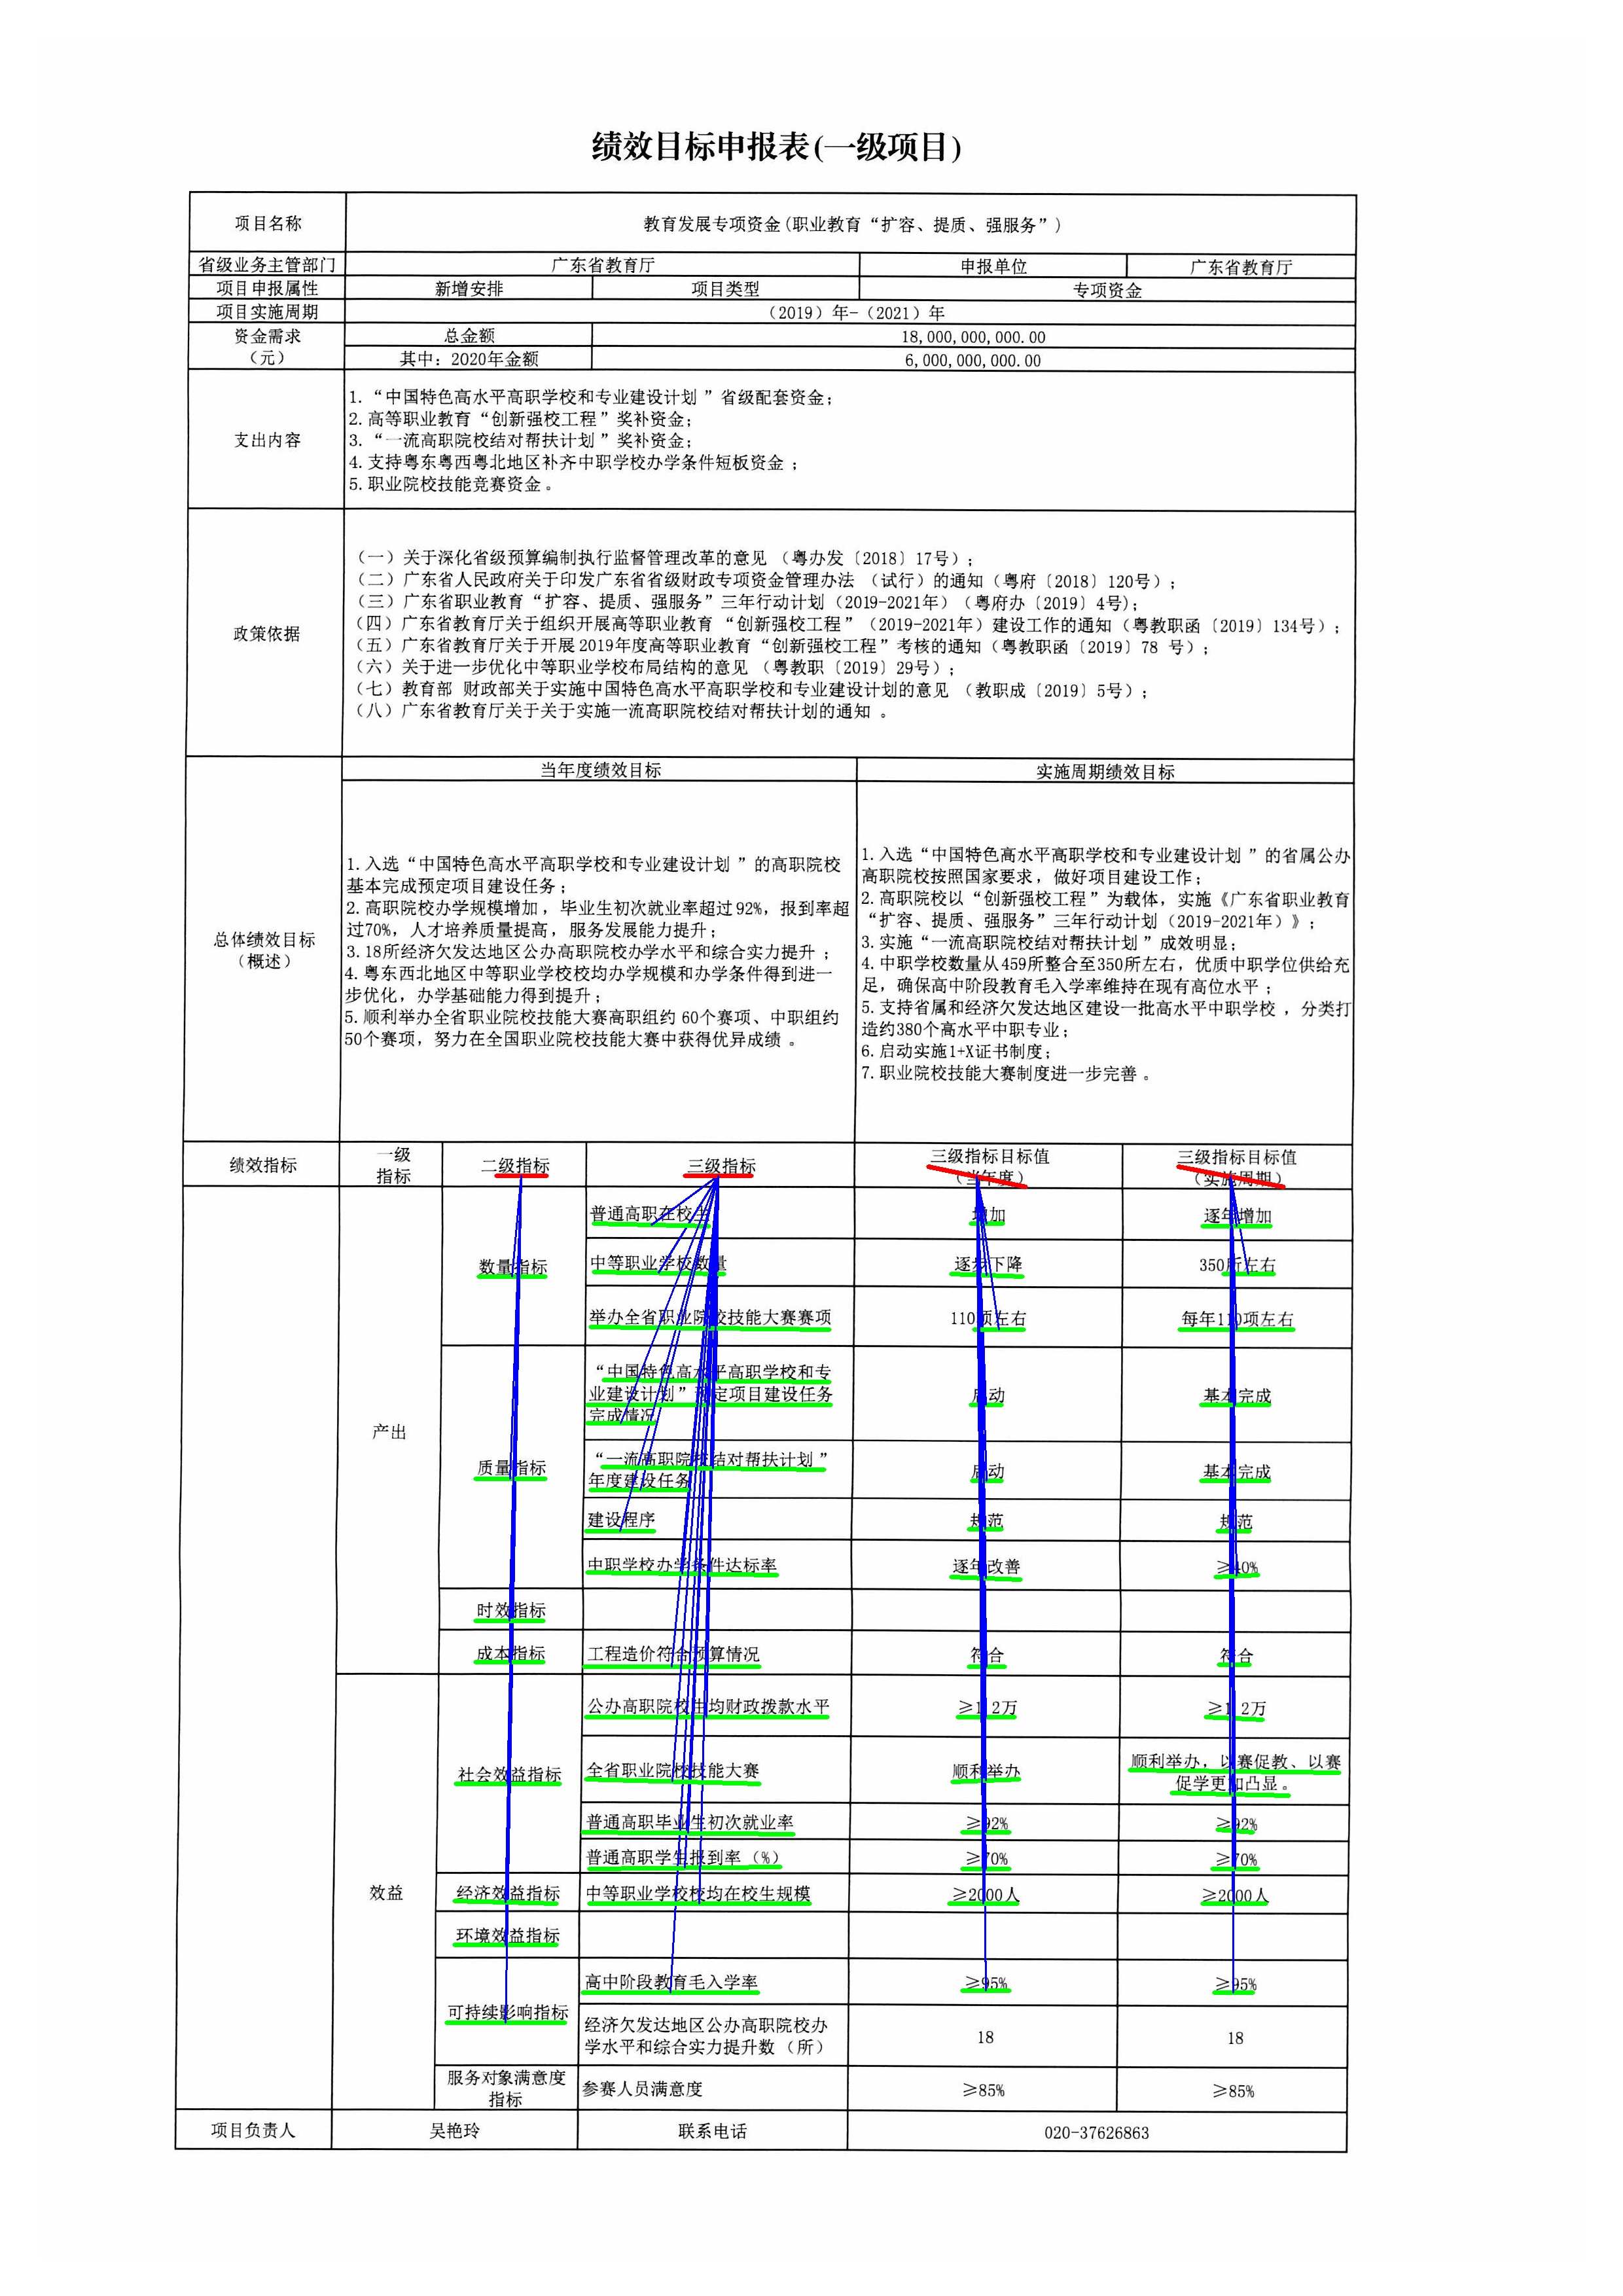 绩效目标申报表(一级项目)
项目名称
教育发展专项资金(职业教育“扩容、提质、强服务”)
省级业务主管部门
广东省教育厅
申报单位
广东省教育厅
项目申报属性
新增安排
项目类型
专项资金
项目实施周期
（2019）年-（2021）年
资金需求
（元）
总金额
18,000,000,000.00
其中：2020年金额
6,000,000,000.00
支出内容
1.“中国特色高水平高职学校和专业建设计划”省级配套资金；
2.高等职业教育“创新强校工程”奖补资金；
3.“一流高职院校结对帮扶计划”奖补资金；
4.支持粤东粤西粤北地区补齐中职学校办学条件短板资金；
5.职业院校技能竞赛资金。
政策依据
（一）关于深化省级预算编制执行监督管理改革的意见（粤办发〔2018〕17号）；
（二）广东省人民政府关于印发广东省省级财政专项资金管理办法（试行）的通知（粤府〔2018〕120号）；
（三）广东省职业教育“扩容、提质、强服务”三年行动计划（2019-2021年）（粤府办〔2019〕4号）；
（四）广东省教育厅关于组织开展高等职业教育“创新强校工程”（2019-2021年）建设工作的通知（粤教职函〔2019〕134号）；
（五）广东省教育厅关于开展2019年度高等职业教育“创新强校工程”考核的通知（粤教职函〔2019〕78 号）；
（六）关于进一步优化中等职业学校布局结构的意见（粤教职〔2019〕29号）；
（七）教育部 财政部关于实施中国特色高水平高职学校和专业建设计划的意见（教职成〔2019〕5号）；
（八）广东省教育厅关于关于实施一流高职院校结对帮扶计划的通知。
总体绩效目标
（概述）
当年度绩效目标
实施周期绩效目标
1.入选“中国特色高水平高职学校和专业建设计划”的高职院校
基本完成预定项目建设任务；
2.高职院校办学规模增加，毕业生初次就业率超过92%，报到率超
过70%，人才培养质量提高，服务发展能力提升；
3.18所经济欠发达地区公办高职院校办学水平和综合实力提升；
4.粤东西北地区中等职业学校校均办学规模和办学条件得到进一
步优化，办学基础能力得到提升；
5.顺利举办全省职业院校技能大赛高职组约60个赛项、中职组约
50个赛项，努力在全国职业院校技能大赛中获得优异成绩。
1.入选“中国特色高水平高职学校和专业建设计划”的省属公办
高职院校按照国家要求，做好项目建设工作；
2.高职院校以“创新强校工程”为载体，实施《广东省职业教育
“扩容、提质、强服务”三年行动计划（2019-2021年）》；
3.实施“一流高职院校结对帮扶计划”成效明显；
4.中职学校数量从459所整合至350所左右，优质中职学位供给充
足，确保高中阶段教育毛入学率维持在现有高位水平；
5.支持省属和经济欠发达地区建设一批高水平中职学校，分类打
造约380个高水平中职专业；
6.启动实施1+X证书制度；
7.职业院校技能大赛制度进一步完善。
绩效指标
一级
指标
二级指标
三级指标
三级指标目标值
（当年度）
三级指标目标值
（实施周期）
产出
数量指标
普通高职在校生
增加
逐年增加
中等职业学校数量
逐步下降
350所左右
举办全省职业院校技能大赛赛项
110项左右
每年110项左右
质量指标
“中国特色高水平高职学校和专
业建设计划”预定项目建设任务
完成情况
启动
基本完成
“一流高职院校结对帮扶计划”
年度建设任务
启动
基本完成
建设程序
规范
规范
中职学校办学条件达标率
逐年改善
≥40%
时效指标
成本指标
工程造价符合预算情况
符合
符合
效益
社会效益指标
公办高职院校生均财政拨款水平
≥1.2万
≥1.2万
全省职业院校技能大赛
顺利举办
顺利举办，以赛促教、以赛
促学更加凸显。
普通高职毕业生初次就业率
≥92%
≥92%
普通高职学生报到率（%）
≥70%
≥70%
经济效益指标
中等职业学校校均在校生规模
≥2000人
≥2000人
环境效益指标
可持续影响指标
高中阶段教育毛入学率
≥95%
≥95%
经济欠发达地区公办高职院校办
学水平和综合实力提升数（所）
18
18
服务对象满意度
指标
参赛人员满意度
≥85%
≥85%
项目负责人
吴艳玲
联系电话
020-37626863